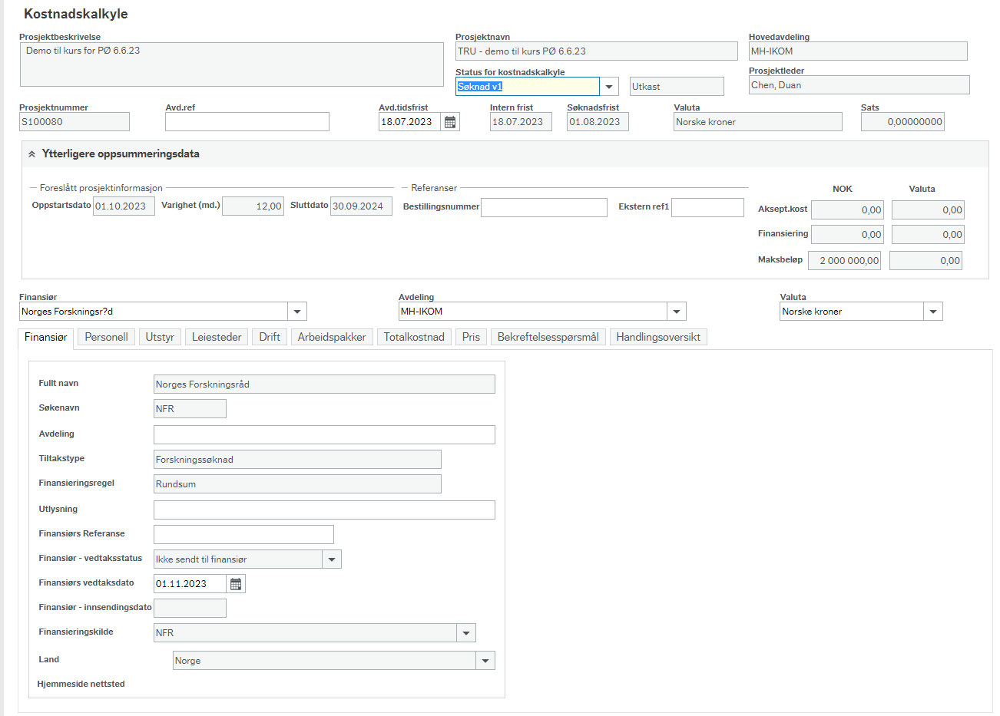 Kostnadskalkyle
Prosjektbeskrivelse
Demo til kurs for PØ 6.6.23
Prosjektnavn
TRU - demo til kurs PØ 6.6.23
Hovedavdeling
MH-IKOM
Status for kostnadskalkyle
Søknad v1
Utkast
Prosjektleder
Chen, Duan
Prosjektnummer
S100080
Avd.ref
Avd.tidsfrist
18.07.2023
Intern frist
18.07.2023
Søknadsfrist
01.08.2023
Valuta
Norske kroner
Sats
0,00000000
Ytterligere oppsummeringsdata
Foreslått prosjektinformasjon
Oppstartsdato 01.10.2023 Varighet (md.) 12,00 Sluttdato 30.09.2024
Referanser
Bestillingsnummer Ekstern ref1
NOK Valuta
Aksept.kost 0,00 0,00
Finansiering 0,00 0,00
Maksbeløp 2 000 000,00 0,00
Finansiør
Norges Forskningsr?d
Avdeling
MH-IKOM
Valuta
Norske kroner
Finansiør Personell Utstyr Leiesteder Drift Arbeidspakker Totalkostnad Pris Bekreftelsesspørsmål Handlingsoversikt
Fullt navn Norges Forskningsråd
Søkenavn NFR
Avdeling
Tiltakstype Forskningssøknad
Finansieringsregel Rundsum
Utlysning
Finansiørs Referanse
Finansiør - vedtaksstatus Ikke sendt til finansiør
Finansiørs vedtaksdato 01.11.2023
Finansiør - innsendingsdato
Finansieringskilde NFR
Land Norge
Hjemmeside nettsted